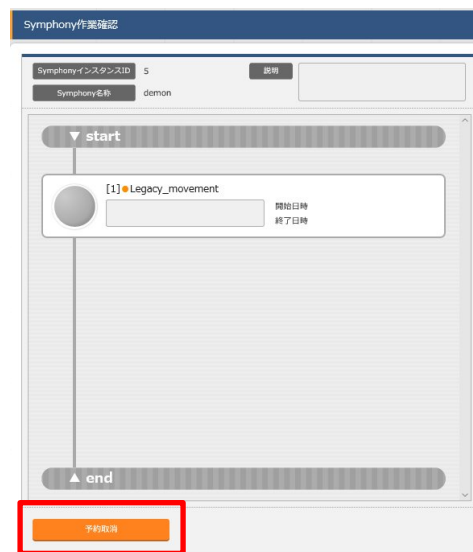 Symphony作業確認
SymphonyインスタンスID 5 説明
Symphony名称 demon
▼ start
[1]●Legacy_movement
開始日時
終了日時
▲ end
予約取消